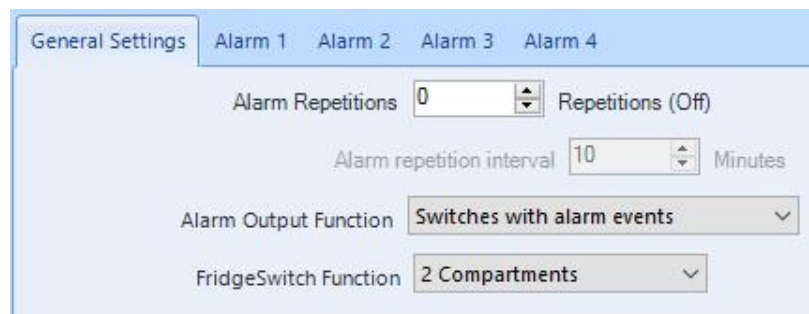 General Settings Alarm 1 Alarm 2 Alarm 3 Alarm 4
Alarm Repetitions 0 Repetitions (Off)
Alarm repetition interval 10 Minutes
Alarm Output Function Switches with alarm events
FridgeSwitch Function 2 Compartments